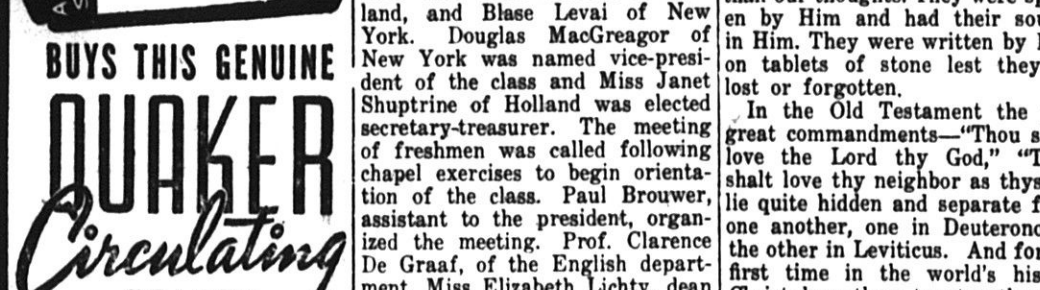 BUYS THIS GENUINE
QUAKER
Circulating
land, and Blase Levai of New
York. Douglas MacGreagor of
New York was named vice-presi-
dent of the class and Miss Janet
Shuptrine of Holland was elected
secretary-treasurer. The meeting
of freshmen was called following
chapel exercises to begin orienta-
tion of the class. Paul Brouwer,
assistant to the president, organ-
ized the meeting. Prof. Clarence
De Graaf, of the English depart-
ment, Miss Elizabeth Lichty, dean
en by Him and had their
in Him. They were written by
on tablets of stone lest they
lost or forgotten.
In the Old Testament the
great commandments—"Thou
love the Lord thy God,"
shalt love thy neighbor as
lie quite hidden and separate
one another, one in
the other in Leviticus. And
first time in the world's